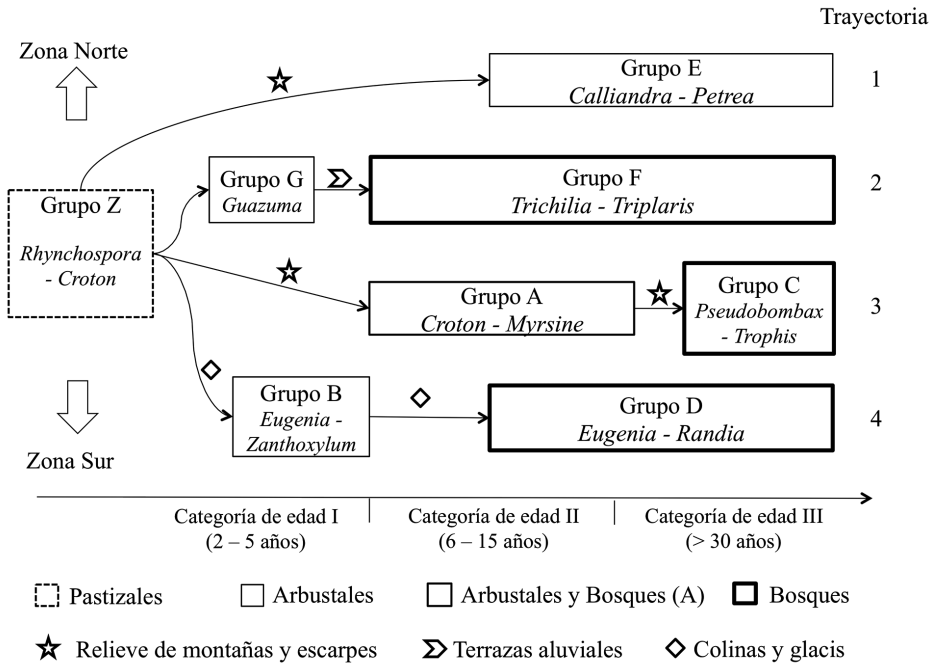 Trayectoria
Zona Norte
Grupo E
Calliandra - Petrea
1
Grupo G
Guazuma
Grupo F
Trichilia - Triplaris
2
Grupo Z
Rhynchospora
- Croton
Grupo A
Croton - Myrsine
Grupo C
Pseudobombax
- Trophis
3
Grupo B
Eugenia -
Zanthoxylum
Grupo D
Eugenia - Randia
4
Zona Sur
Categoría de edad I
(2 – 5 años)
Categoría de edad II
(6 – 15 años)
Categoría de edad III
(> 30 años)
Pastizales
Arbustales
Arbustales y Bosques (A)
Bosques
Relieve de montañas y escarpes
Terrazas aluviales
Colinas y glacis